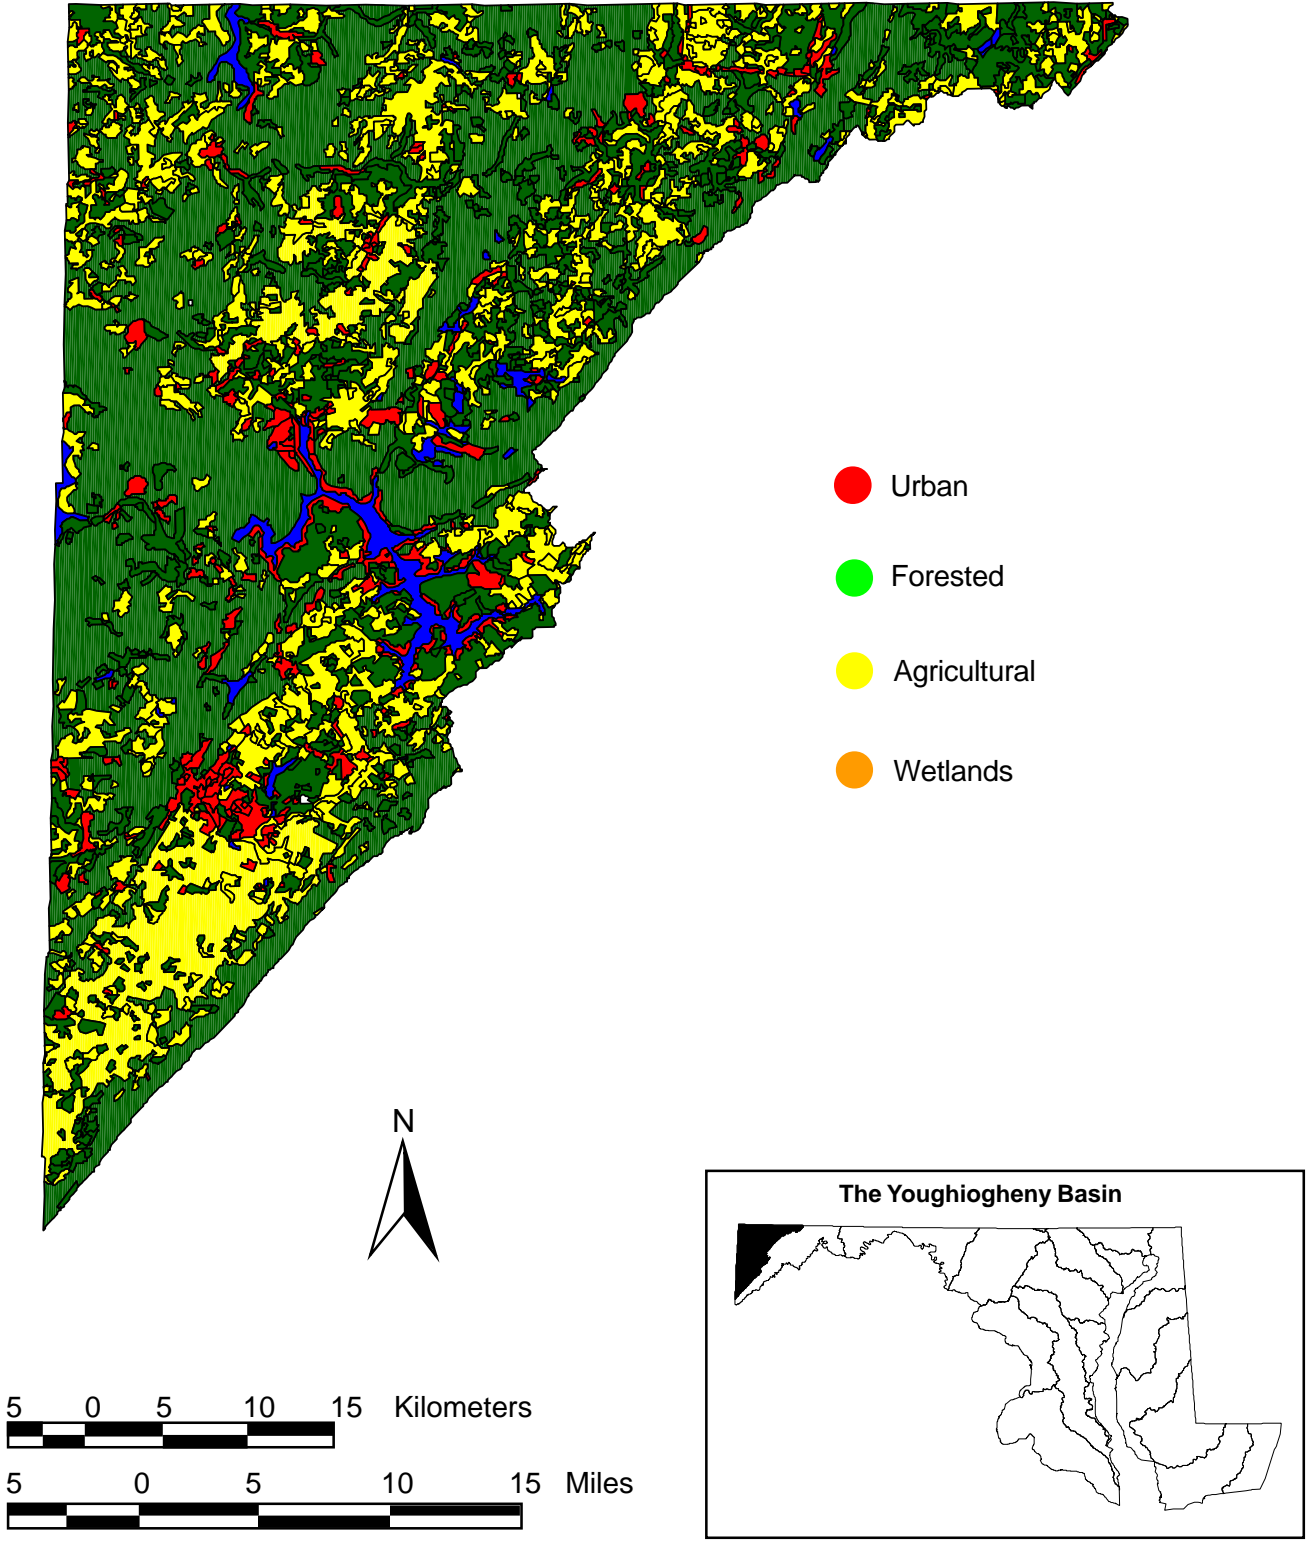 Urban
Forested
Agricultural
Wetlands
N
The Youghiogheny Basin
5 0 5 10 15 Kilometers
5 0 5 10 15 Miles